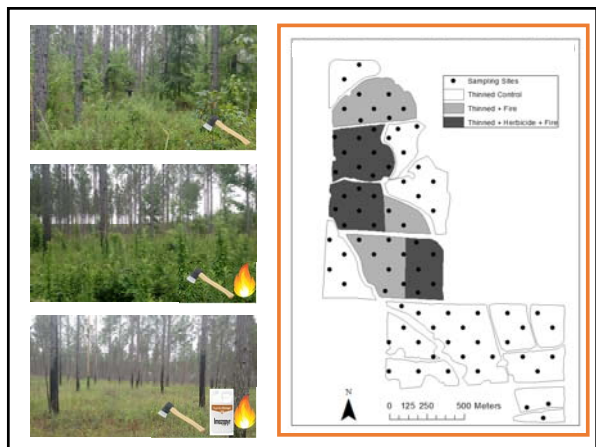 Sampling Sites
Thinned Control
Thinned + Fire
Thinned + Herbicide + Fire
Imazapyr
N
0 125 250 500 Meters